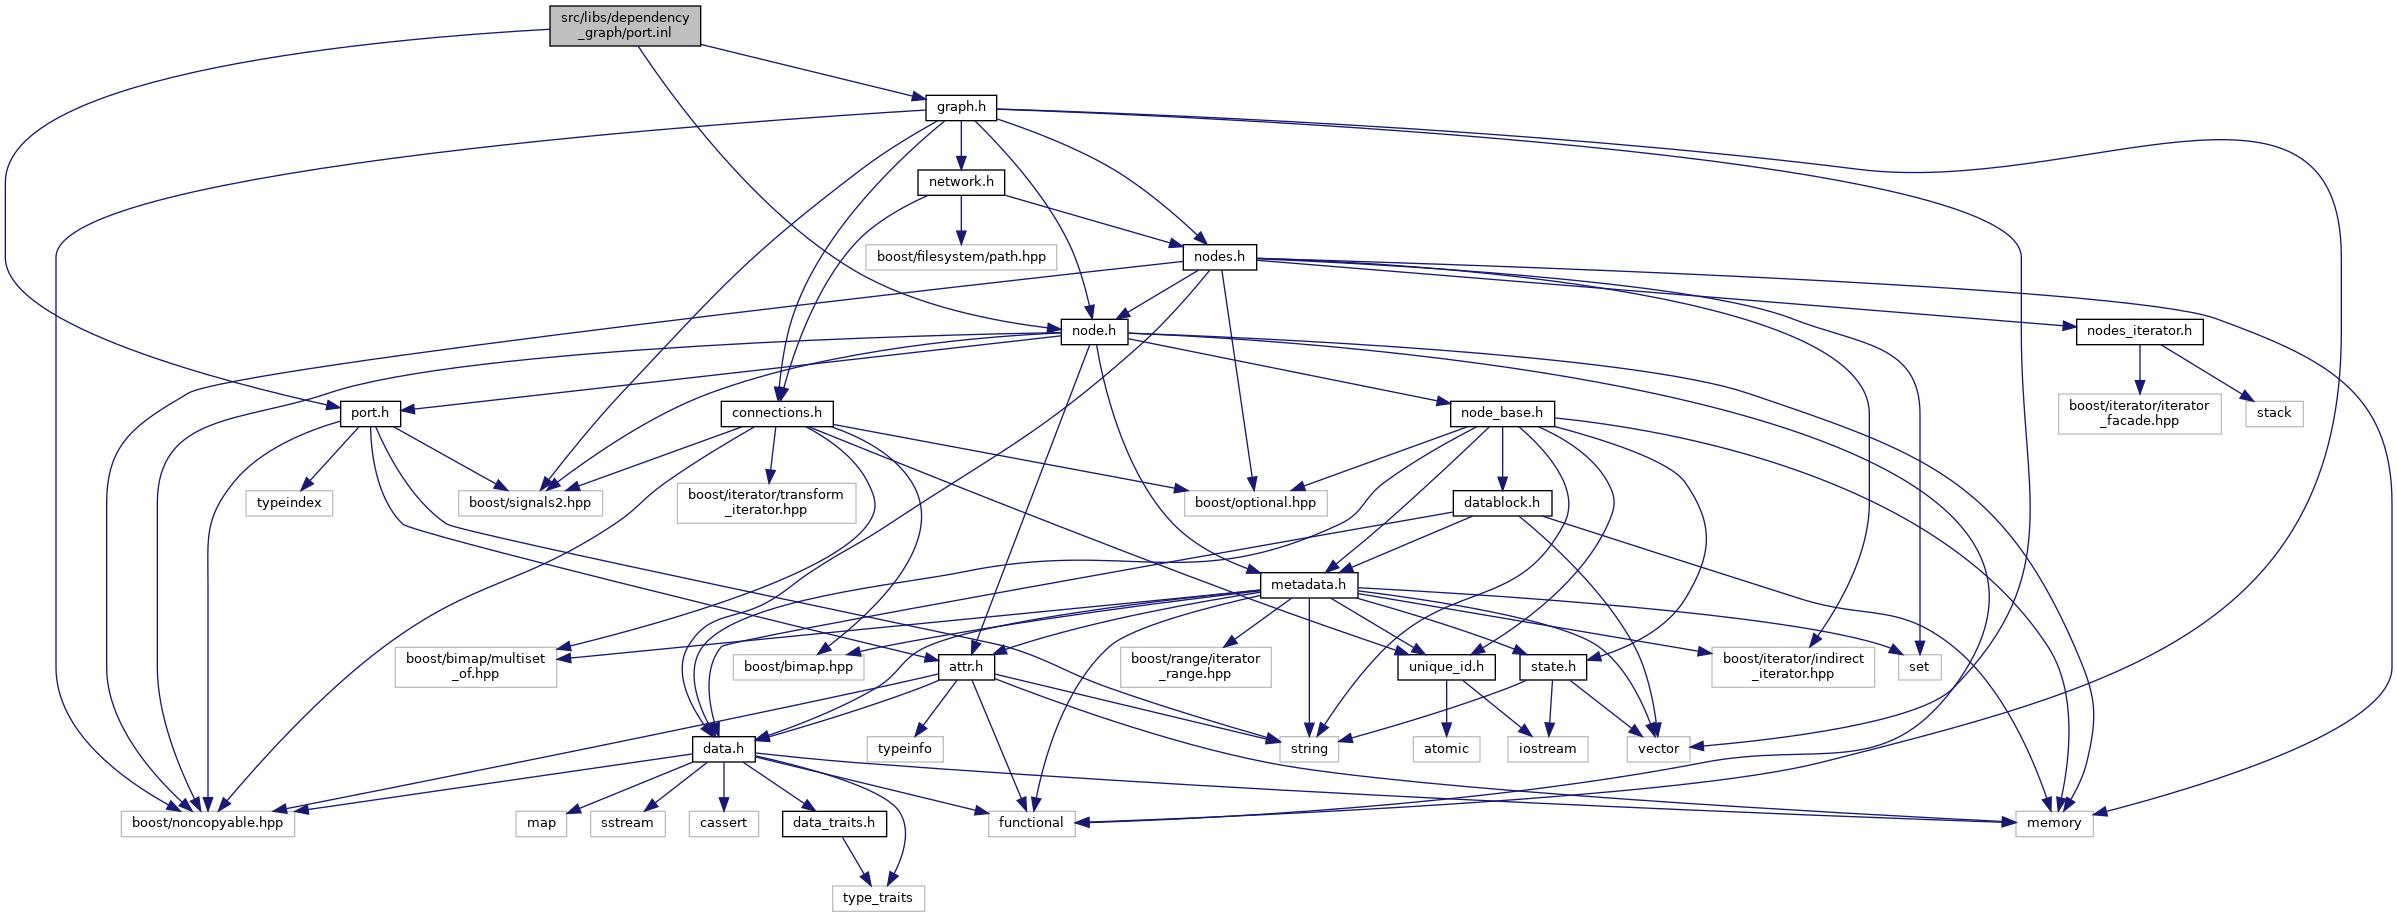 src/libs/dependency
_graph/port.inl
graph.h
network.h
boost/filesystem/path.hpp
nodes.h
node.h
nodes_iterator.h
port.h
connections.h
node_base.h
boost/iterator/iterator
_facade.hpp
stack
typeindex
boost/signals2.hpp
boost/iterator/transform
_iterator.hpp
boost/optional.hpp
datablock.h
metadata.h
boost/bimap/multiset
_of.hpp
boost/bimap.hpp
attr.h
boost/range/iterator
_range.hpp
unique_id.h
state.h
boost/iterator/indirect
_iterator.hpp
set
data.h
typeinfo
string
atomic
iostream
vector
boost/noncopyable.hpp
map
sstream
cassert
data_traits.h
functional
memory
type_traits